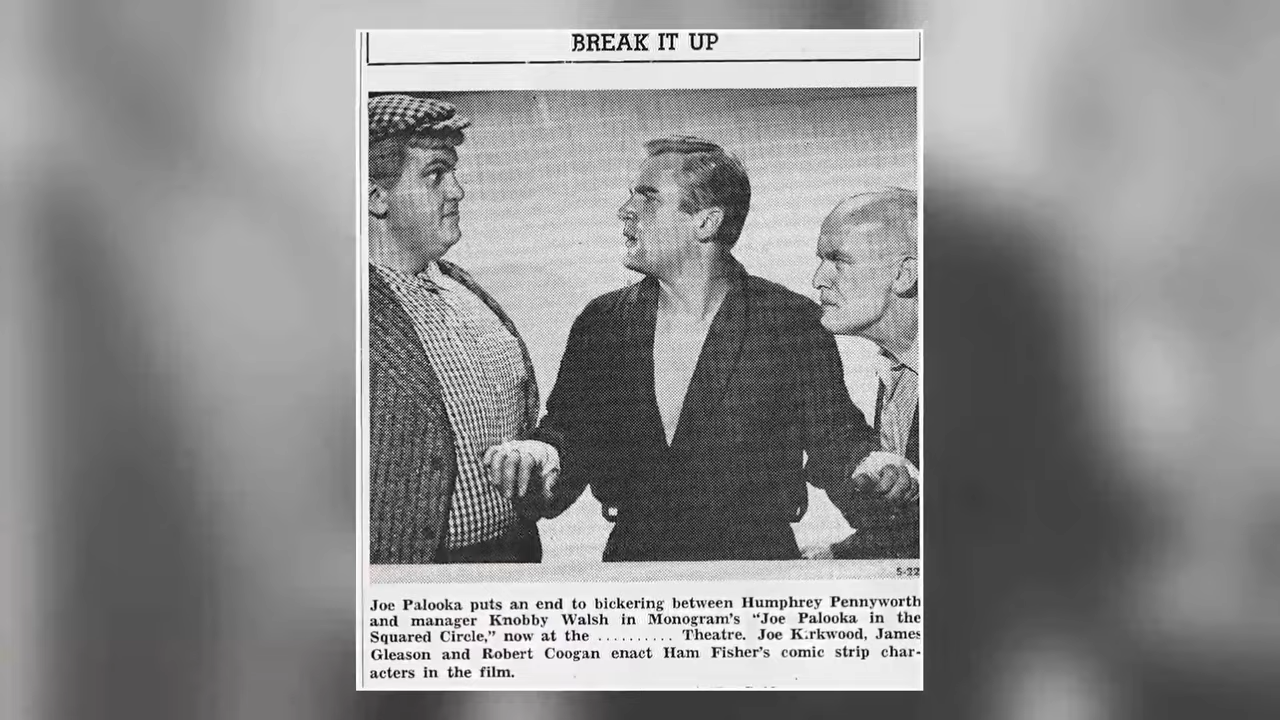 BREAK IT UP
5-22
Joe Palooka puts an end to bickering between Humphrey Pennyworth
and manager Knobby Walsh in Monogram's "Joe Palooka in the
Squared Circle," now at the .......... Theatre. Joe Kirkwood, James
Gleason and Robert Coogan enact Ham Fisher's comic strip char-
acters in the film.